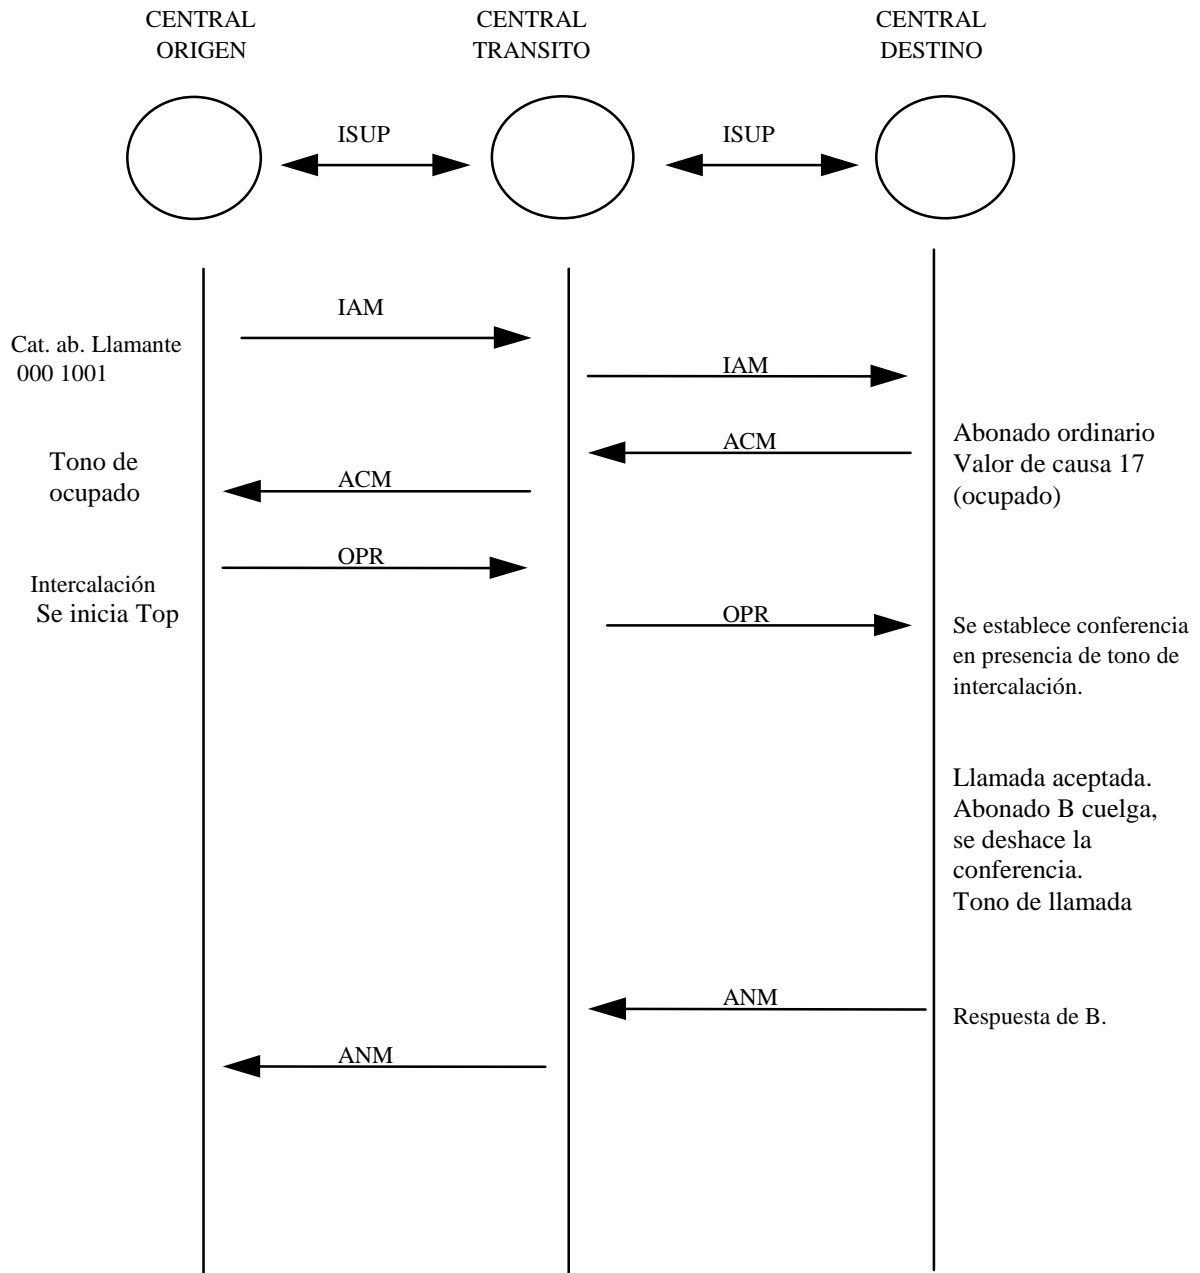 CENTRAL
ORIGEN
CENTRAL
TRANSITO
CENTRAL
DESTINO
ISUP
ISUP
IAM
Cat. ab. Llamante
000 1001
IAM
ACM
Abonado ordinario
Valor de causa 17
(ocupado)
Tono de
ocupado
ACM
OPR
Intercalación
Se inicia Top
OPR
Se establece conferencia
en presencia de tono de
intercalación.
Llamada aceptada.
Abonado B cuelga,
se deshace la
conferencia.
Tono de llamada
ANM
Respuesta de B.
ANM